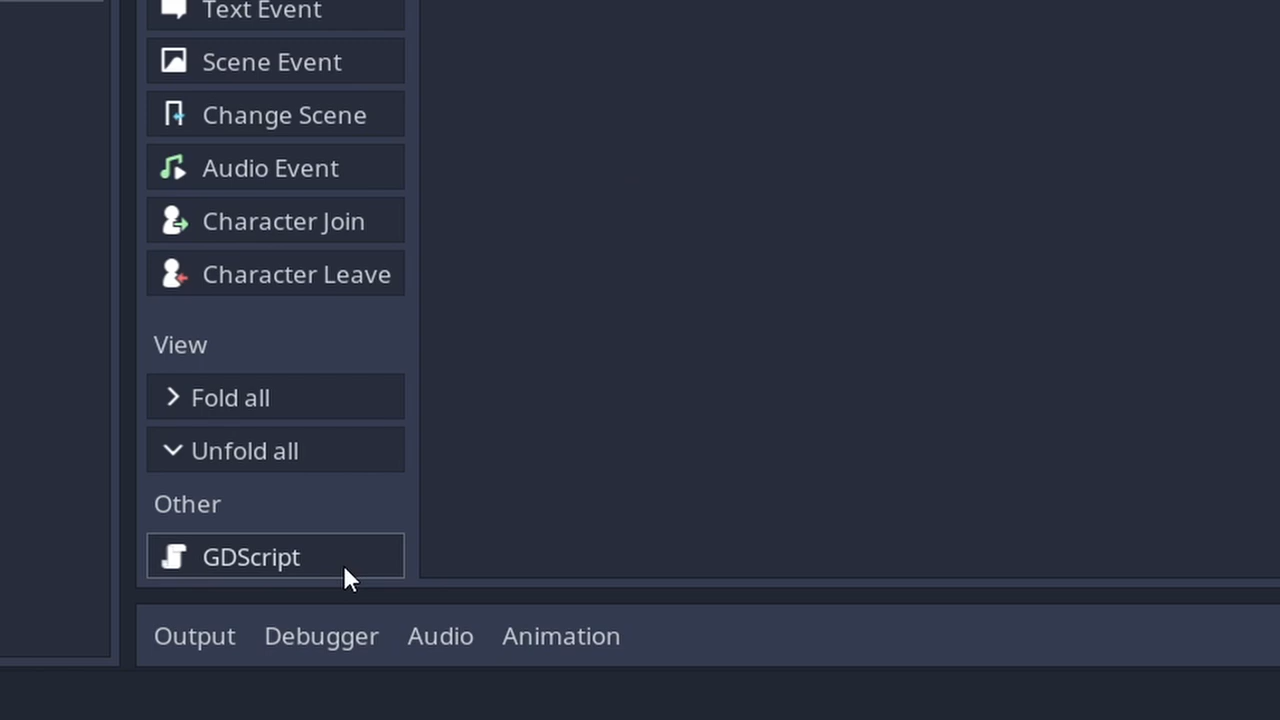 Text Event
Scene Event
Change Scene
Audio Event
Character Join
Character Leave
View
Fold all
Unfold all
Other
GDScript
Output Debugger Audio Animation